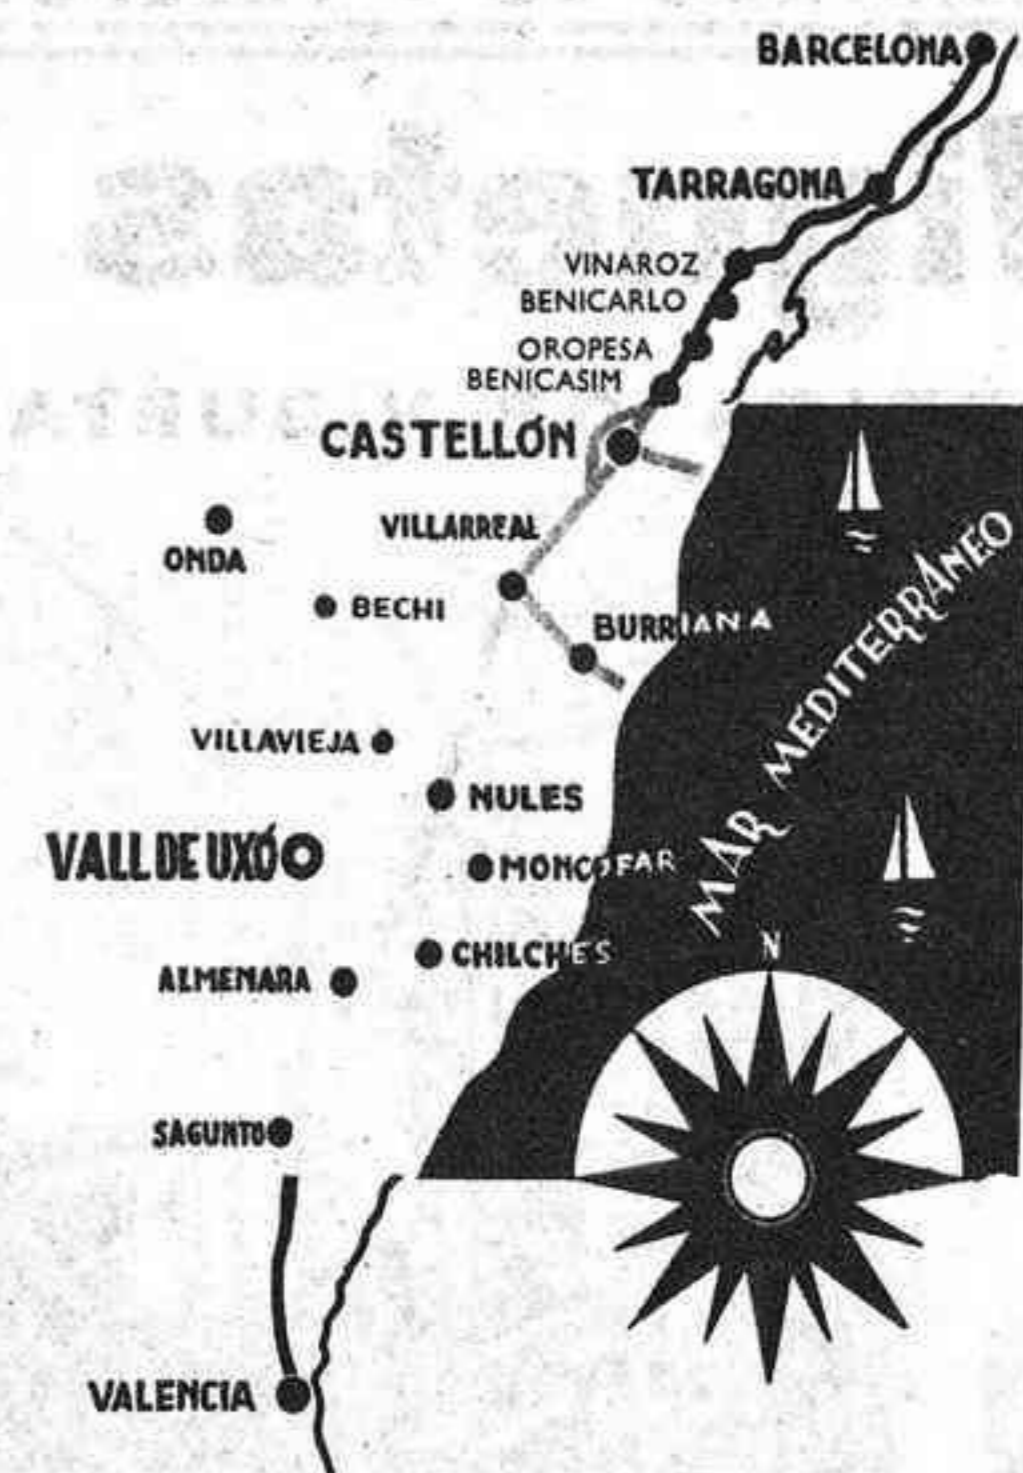 BARCELONA
TARRAGONA
VINAROZ
BENICARLO
OROPESA
BENICASIM
CASTELLÓN
VILLARREAL
ONDA
BECHI
BURRIANA
MAR MEDITERRÁNEO
VILLAVIEJA
NULES
VALL DE UXÓ
MONCOFAR
CHILCHES
N
ALMENARA
SAGUNTO
VALENCIA